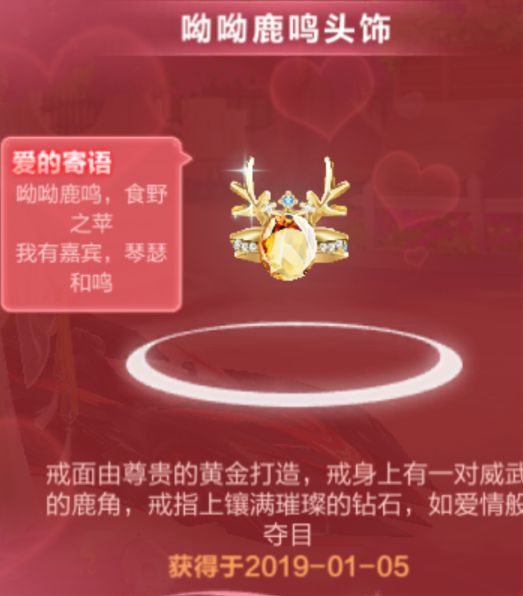 呦呦鹿鸣头饰
爱的寄语
呦呦鹿鸣，食野
之苹
我有嘉宾，琴瑟
和鸣
戒面由尊贵的黄金打造，戒身上有一对威武
的鹿角，戒指上镶满璀璨的钻石，如爱情般
夺目
获得于2019-01-05